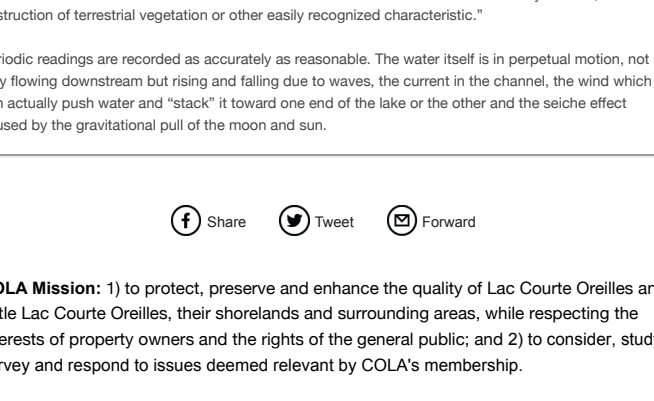 struction of terrestrial vegetation or other easily recognized characteristic.”
riodic readings are recorded as accurately as reasonable. The water itself is in perpetual motion, not
y flowing downstream but rising and falling due to waves, the current in the channel, the wind which
n actually push water and “stack” it toward one end of the lake or the other and the seiche effect
used by the gravitational pull of the moon and sun.
Share Tweet Forward
OLA Mission: 1) to protect, preserve and enhance the quality of Lac Courte Oreilles an
tle Lac Courte Oreilles, their shorelands and surrounding areas, while respecting the
erests of property owners and the rights of the general public; and 2) to consider, stud
rvey and respond to issues deemed relevant by COLA's membership.